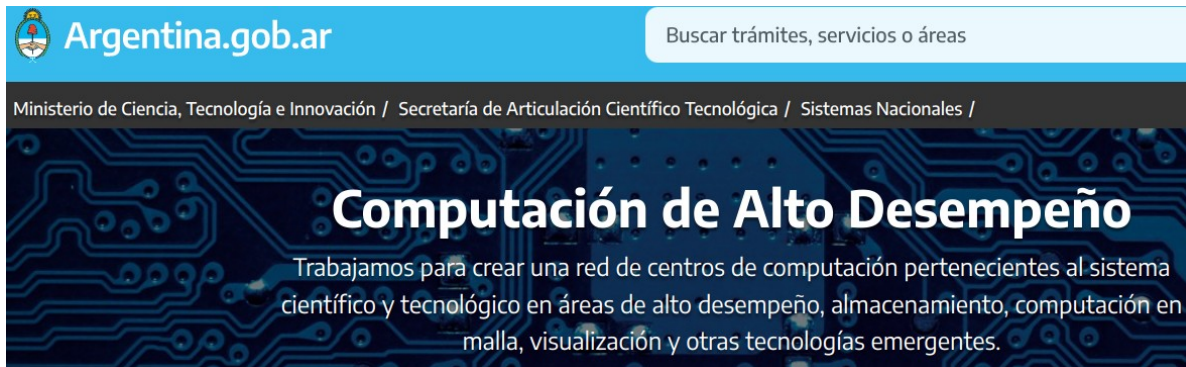 Argentina.gob.ar
Buscar trámites, servicios o áreas
Ministerio de Ciencia, Tecnología e Innovación / Secretaría de Articulación Científico Tecnológica / Sistemas Nacionales /
Computación de Alto Desempeño
Trabajamos para crear una red de centros de computación pertenecientes al sistema
científico y tecnológico en áreas de alto desempeño, almacenamiento, computación en
malla, visualización y otras tecnologías emergentes.